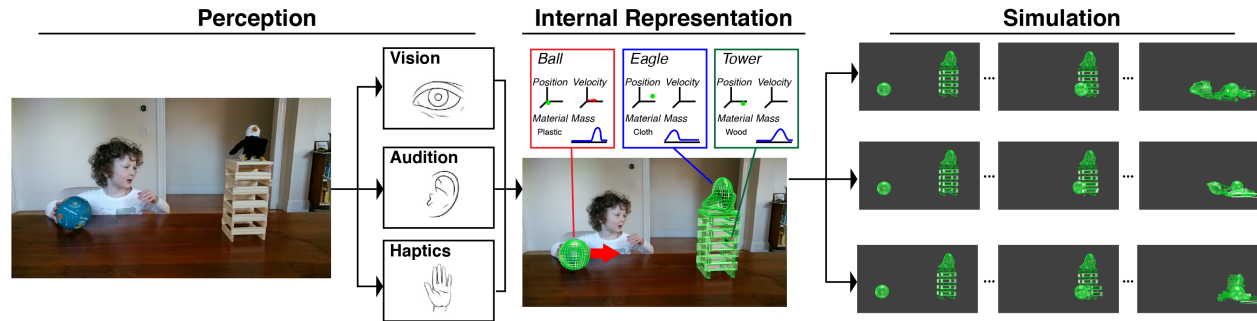 Perception
Internal Representation
Simulation
Vision
Audition
Haptics
Ball
Position Velocity
Material Mass
Plastic
Eagle
Position Velocity
Material Mass
Cloth
Tower
Position Velocity
Material Mass
Wood
...
...
...
...
...
...